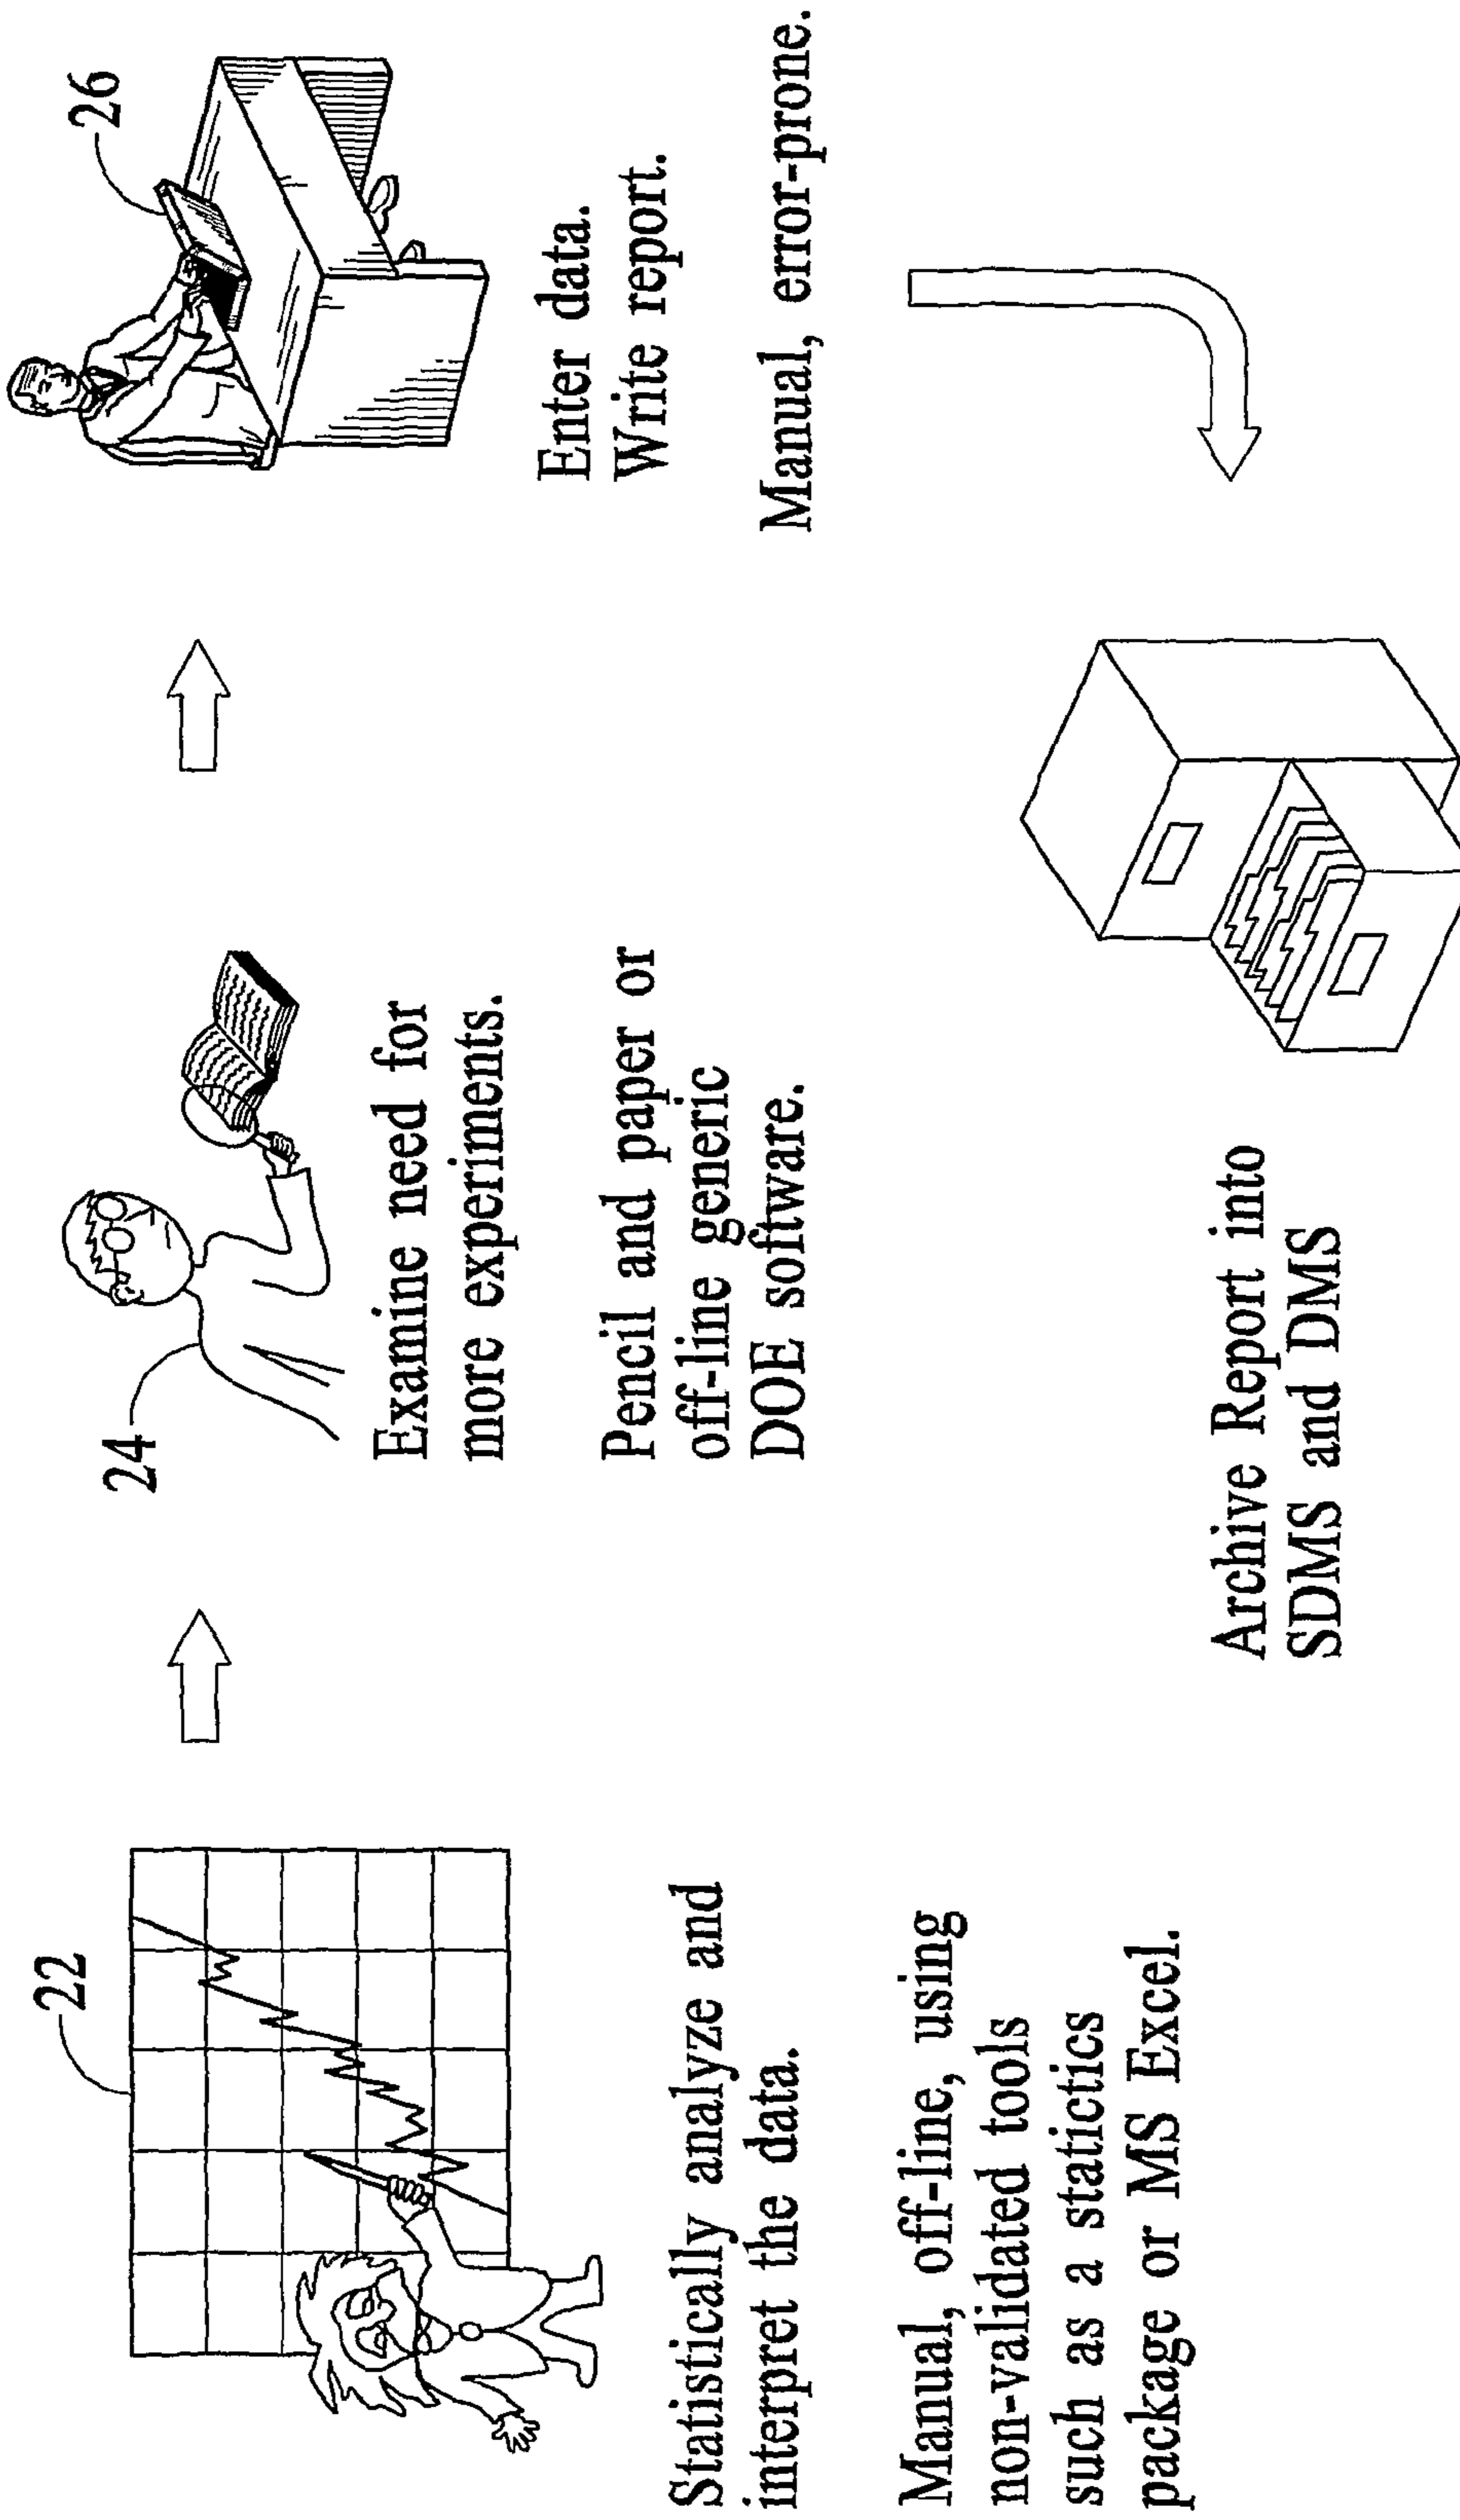 22
Statistically analyze and
interpret the data.
Manual, off-line, using
non-validated tools
such as a statictics
package or MS Excel.
24
Examine need for
more experiments.
Pencil and paper or
off-line generic
DOE software.
26
Enter data.
Write report.
Manual, error-prone.
Archive Report into
SDMS and DMS